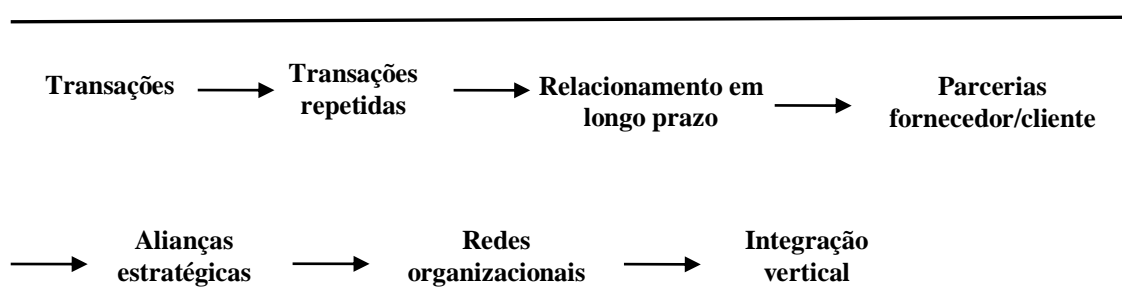 Transações
Transações
repetidas
Relacionamento em
longo prazo
Parcerias
fornecedor/cliente
Alianças
estratégicas
Redes
organizacionais
Integração
vertical